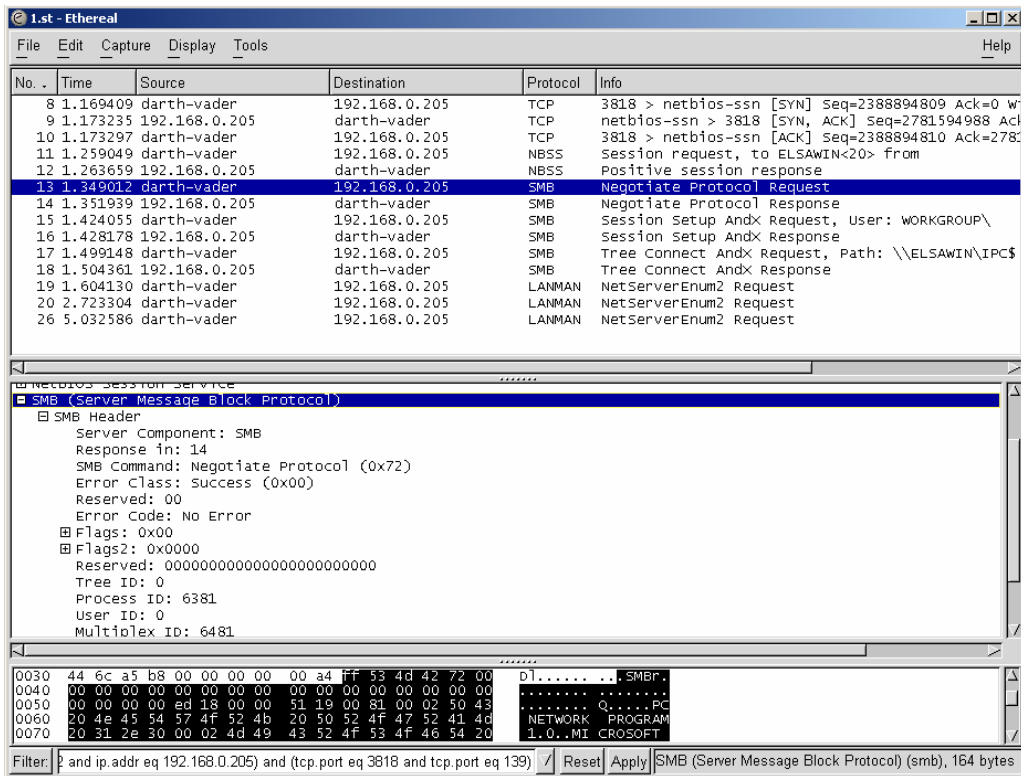 1.st - Ethereal
File Edit Capture Display Tools Help
No. Time Source Destination Protocol Info
8 1.169409 darth-vader 192.168.0.205 TCP 3818 > netbios-ssn [SYN] Seq=2388894809 Ack=0 Wi
9 1.173235 192.168.0.205 darth-vader TCP netbios-ssn > 3818 [SYN, ACK] Seq=2781594988 Ack
10 1.173297 darth-vader 192.168.0.205 TCP 3818 > netbios-ssn [ACK] Seq=2388894810 Ack=2781
11 1.259049 darth-vader 192.168.0.205 NBSS Session request, to ELSAWIN<20> from
12 1.263659 192.168.0.205 darth-vader NBSS Positive session response
13 1.349012 darth-vader 192.168.0.205 SMB Negotiate Protocol Request
14 1.351939 192.168.0.205 darth-vader SMB Negotiate Protocol Response
15 1.424055 darth-vader 192.168.0.205 SMB Session Setup AndX Request, User: WORKGROUP\
16 1.428178 192.168.0.205 darth-vader SMB Session Setup AndX Response
17 1.499148 darth-vader 192.168.0.205 SMB Tree Connect AndX Request, Path: \\ELSAWIN\IPC$
18 1.504361 192.168.0.205 darth-vader SMB Tree Connect AndX Response
19 1.604130 darth-vader 192.168.0.205 LANMAN NetServerEnum2 Request
20 2.723304 darth-vader 192.168.0.205 LANMAN NetServerEnum2 Request
26 5.032586 darth-vader 192.168.0.205 LANMAN NetServerEnum2 Request
NetBIOS Session Service
SMB (Server Message Block Protocol)
SMB Header
Server Component: SMB
Response in: 14
SMB Command: Negotiate Protocol (0x72)
Error Class: Success (0x00)
Reserved: 00
Error Code: No Error
Flags: 0x00
Flags2: 0x0000
Reserved: 000000000000000000000000
Tree ID: 0
Process ID: 6381
User ID: 0
Multiplex ID: 6481
0030 44 6c a5 b8 00 00 00 00 00 a4 ff 53 4d 42 72 00 Dl...... ...SMBr.
0040 00 00 00 00 00 00 00 00 00 00 00 00 00 00 00 00 ........ ........
0050 00 00 00 00 ed 18 00 00 51 19 00 81 00 02 50 43 ........ Q.....PC
0060 20 4e 45 54 57 4f 52 4b 20 50 52 4f 47 52 41 4d NETWORK PROGRAM
0070 20 31 2e 30 00 02 4d 49 43 52 4f 53 4f 46 54 20 1.0..MI CROSOFT
Filter: 2 and ip.addr eq 192.168.0.205) and (tcp.port eq 3818 and tcp.port eq 139) Reset Apply SMB (Server Message Block Protocol) (smb), 164 bytes